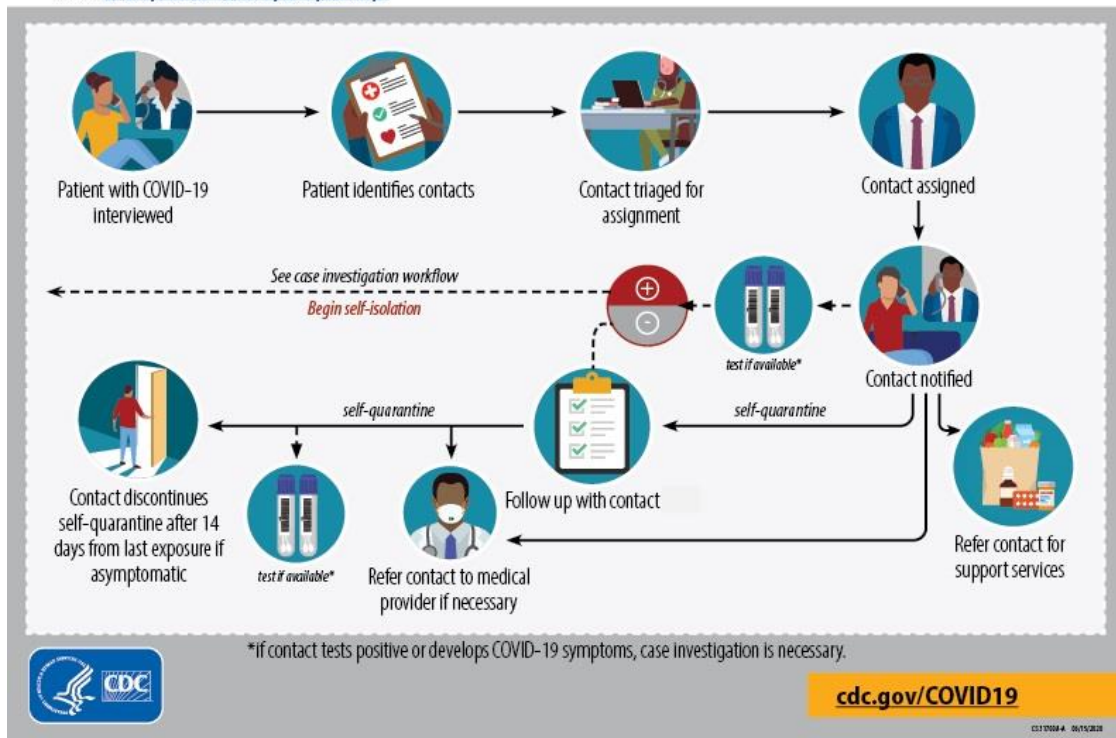 Patient with COVID-19
interviewed
Patient identifies contacts
Contact triaged for
assignment
Contact assigned
See case investigation workflow
Begin self-isolation
+
-
test if available*
Contact notified
self-quarantine
self-quarantine
Contact discontinues
self-quarantine after 14
days from last exposure if
asymptomatic
test if available*
Refer contact to medical
provider if necessary
Follow up with contact
Refer contact for
support services
*if contact tests positive or develops COVID-19 symptoms, case investigation is necessary.
CDC
cdc.gov/COVID19